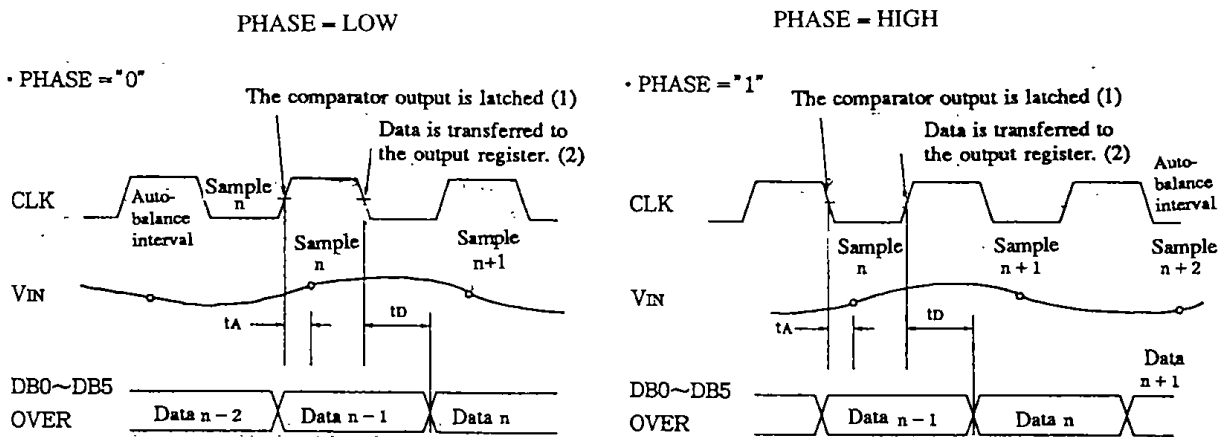 PHASE = LOW
· PHASE = "0"
The comparator output is latched (1)
Data is transferred to
the output register. (2)
CLK
Auto-
balance
interval
Sample
n
Sample
n
Sample
n+1
VIN
tA
tD
DB0~DB5
OVER
Data n − 2
Data n − 1
Data n
PHASE = HIGH
· PHASE = "1"
The comparator output is latched (1)
Data is transferred to
the output register. (2)
Auto-
balance
interval
CLK
Sample
n
Sample
n + 1
Sample
n + 2
VIN
tA
tD
Data
n + 1
DB0~DB5
OVER
Data n − 1
Data n